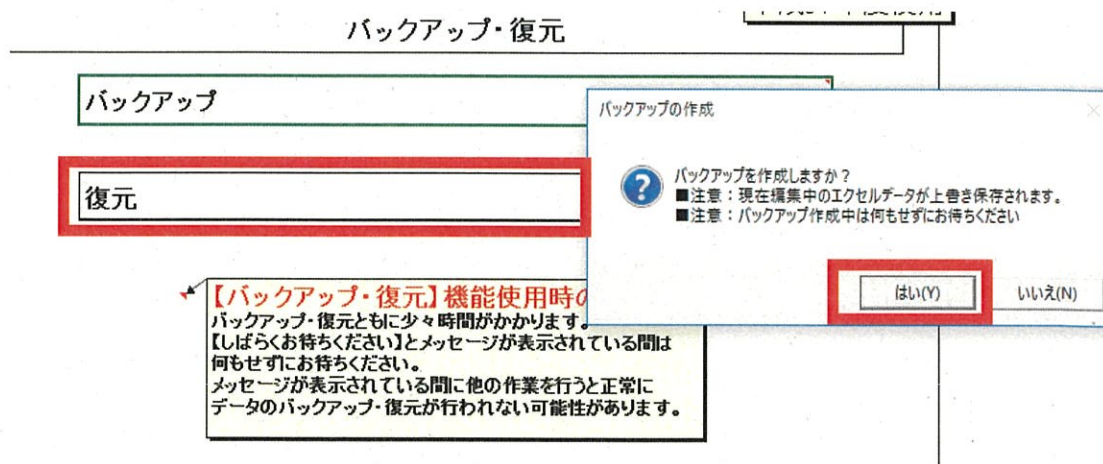 バックアップ・復元
バックアップ
復元
バックアップの作成
バックアップを作成しますか？
■注意：現在編集中のエクセルデータが上書き保存されます。
■注意：バックアップ作成中は何もせずにお待ちください
はい(Y)
いいえ(N)
【バックアップ・復元】機能使用時の
バックアップ・復元ともに少々時間がかかります。
【しばらくお待ちください】とメッセージが表示されている間は
何もせずにお待ちください。
メッセージが表示されている間に他の作業を行うと正常に
データのバックアップ・復元が行われない可能性があります。